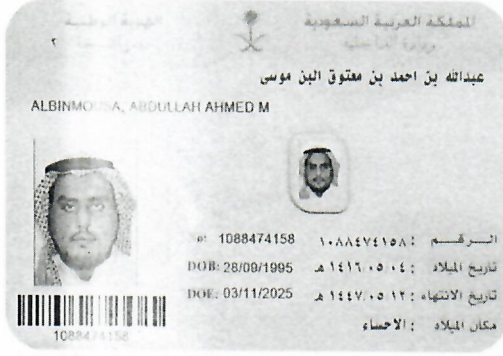 المملكة العربية السعودية
وزارة الداخلية
الهوية الوطنية
٢
عبدالله بن احمد بن معتوق البن موسى
ALBINMOUSA, ABDULLAH AHMED M
الرقم : ١٠٨٨٤٧٤١٥٨ 1088474158
تاريخ الميلاد : ١٤١٦/٠٥/٠٤ هـ DOB: 28/09/1995
تاريخ الانتهاء : ١٤٤٧/٠٥/١٢ هـ DOE: 03/11/2025
مكان الميلاد : الاحساء
1088474158